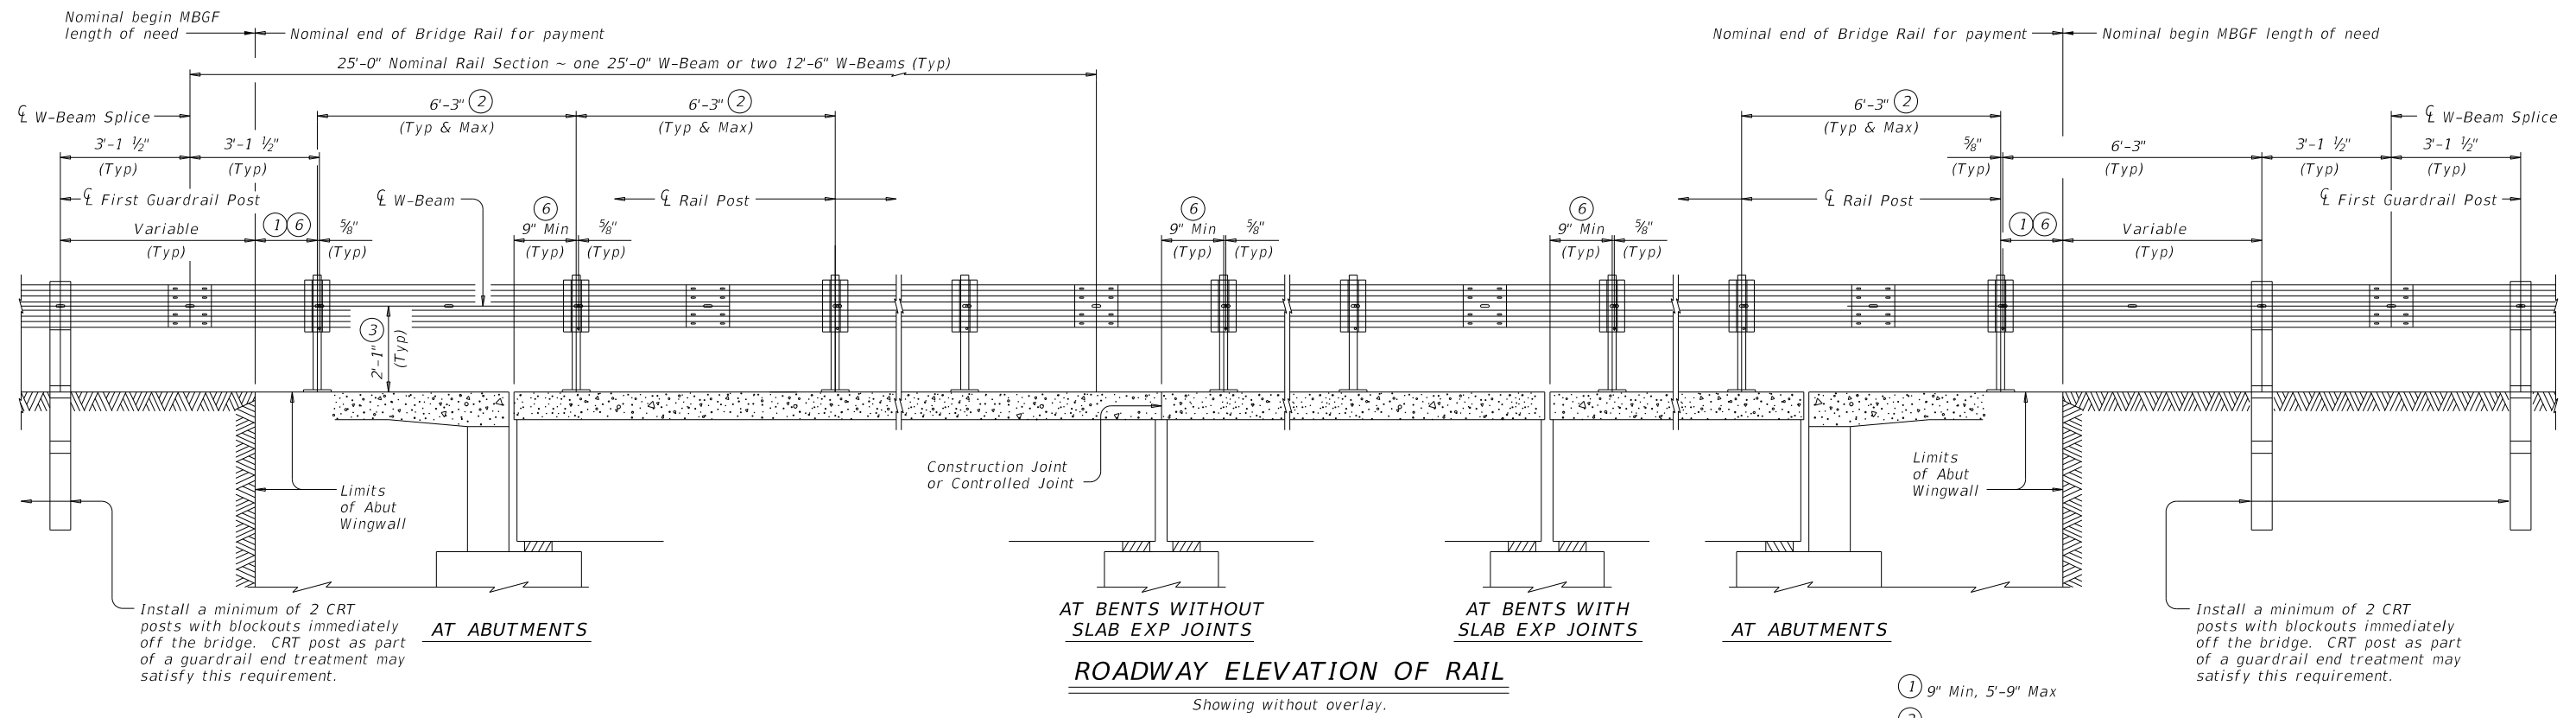 Nominal begin MBGF
length of need
Nominal end of Bridge Rail for payment
Nominal end of Bridge Rail for payment
Nominal begin MBGF length of need
25'-0" Nominal Rail Section ~ one 25'-0" W-Beam or two 12'-6" W-Beams (Typ)
℄ W-Beam Splice
6'-3" ②
(Typ & Max)
6'-3" ②
(Typ & Max)
6'-3" ②
(Typ & Max)
℄ W-Beam Splice
3'-1 ½"
(Typ)
3'-1 ½"
(Typ)
⅝"
(Typ)
6'-3"
(Typ)
3'-1 ½"
(Typ)
3'-1 ½"
(Typ)
℄ First Guardrail Post
℄ W-Beam
℄ Rail Post
℄ Rail Post
℄ First Guardrail Post
Variable
(Typ)
① ⑥
⅝"
(Typ)
⑥
9" Min
(Typ)
⅝"
(Typ)
⑥
9" Min
(Typ)
⅝"
(Typ)
⑥
9" Min
(Typ)
⅝"
(Typ)
① ⑥
Variable
(Typ)
2'-1" ③
(Typ)
Construction Joint
or Controlled Joint
Limits
of Abut
Wingwall
Limits
of Abut
Wingwall
Install a minimum of 2 CRT
posts with blockouts immediately
off the bridge. CRT post as part
of a guardrail end treatment may
satisfy this requirement.
AT ABUTMENTS
AT BENTS WITHOUT
SLAB EXP JOINTS
AT BENTS WITH
SLAB EXP JOINTS
AT ABUTMENTS
Install a minimum of 2 CRT
posts with blockouts immediately
off the bridge. CRT post as part
of a guardrail end treatment may
satisfy this requirement.
ROADWAY ELEVATION OF RAIL
Showing without overlay.
① 9" Min, 5'-9" Max